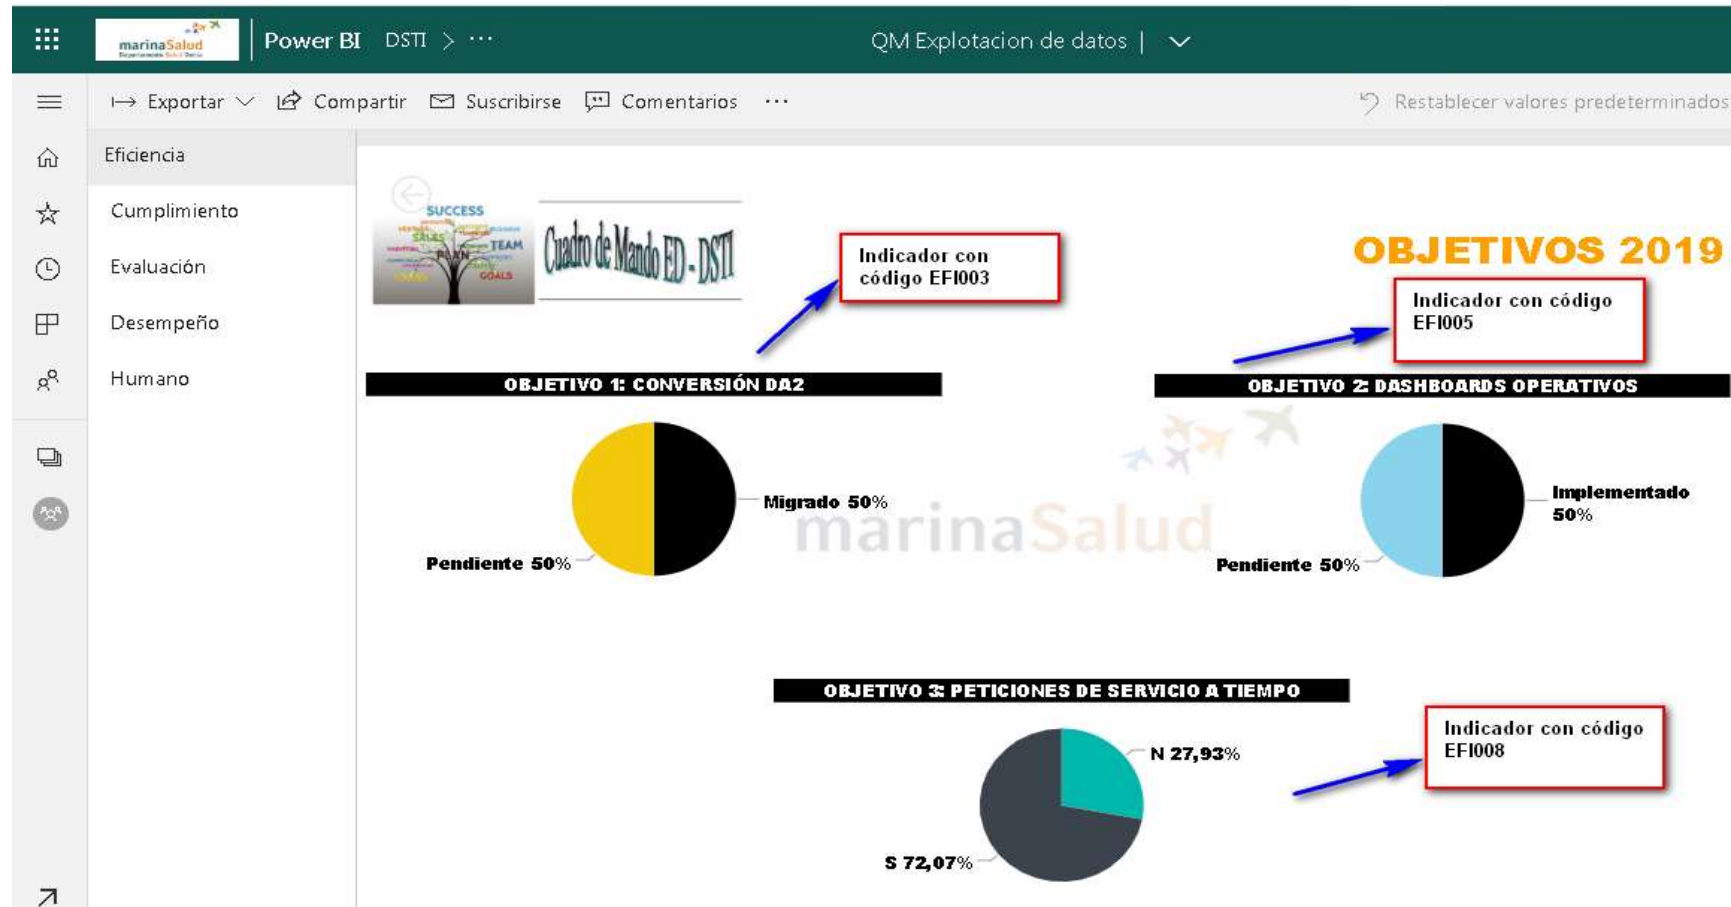 marinaSalud
Power BI DSTI > ···
QM Explotacion de datos |
Exportar Compartir Suscribirse Comentarios ···
Restablecer valores predeterminados
Eficiencia
Cumplimiento
Evaluación
Desempeño
Humano
SUCCESS
SALES
TEAM
PLAN
GOALS
Cuadro de Mando ED - DSTI
Indicador con
código EFI003
OBJETIVOS 2019
Indicador con código
EFI005
OBJETIVO 1: CONVERSIÓN DA2
OBJETIVO 2: DASHBOARDS OPERATIVOS
Migrado 50%
Pendiente 50%
Implementado
50%
Pendiente 50%
marinaSalud
OBJETIVO 3: PETICIONES DE SERVICIO A TIEMPO
N 27,93%
S 72,07%
Indicador con código
EFI008